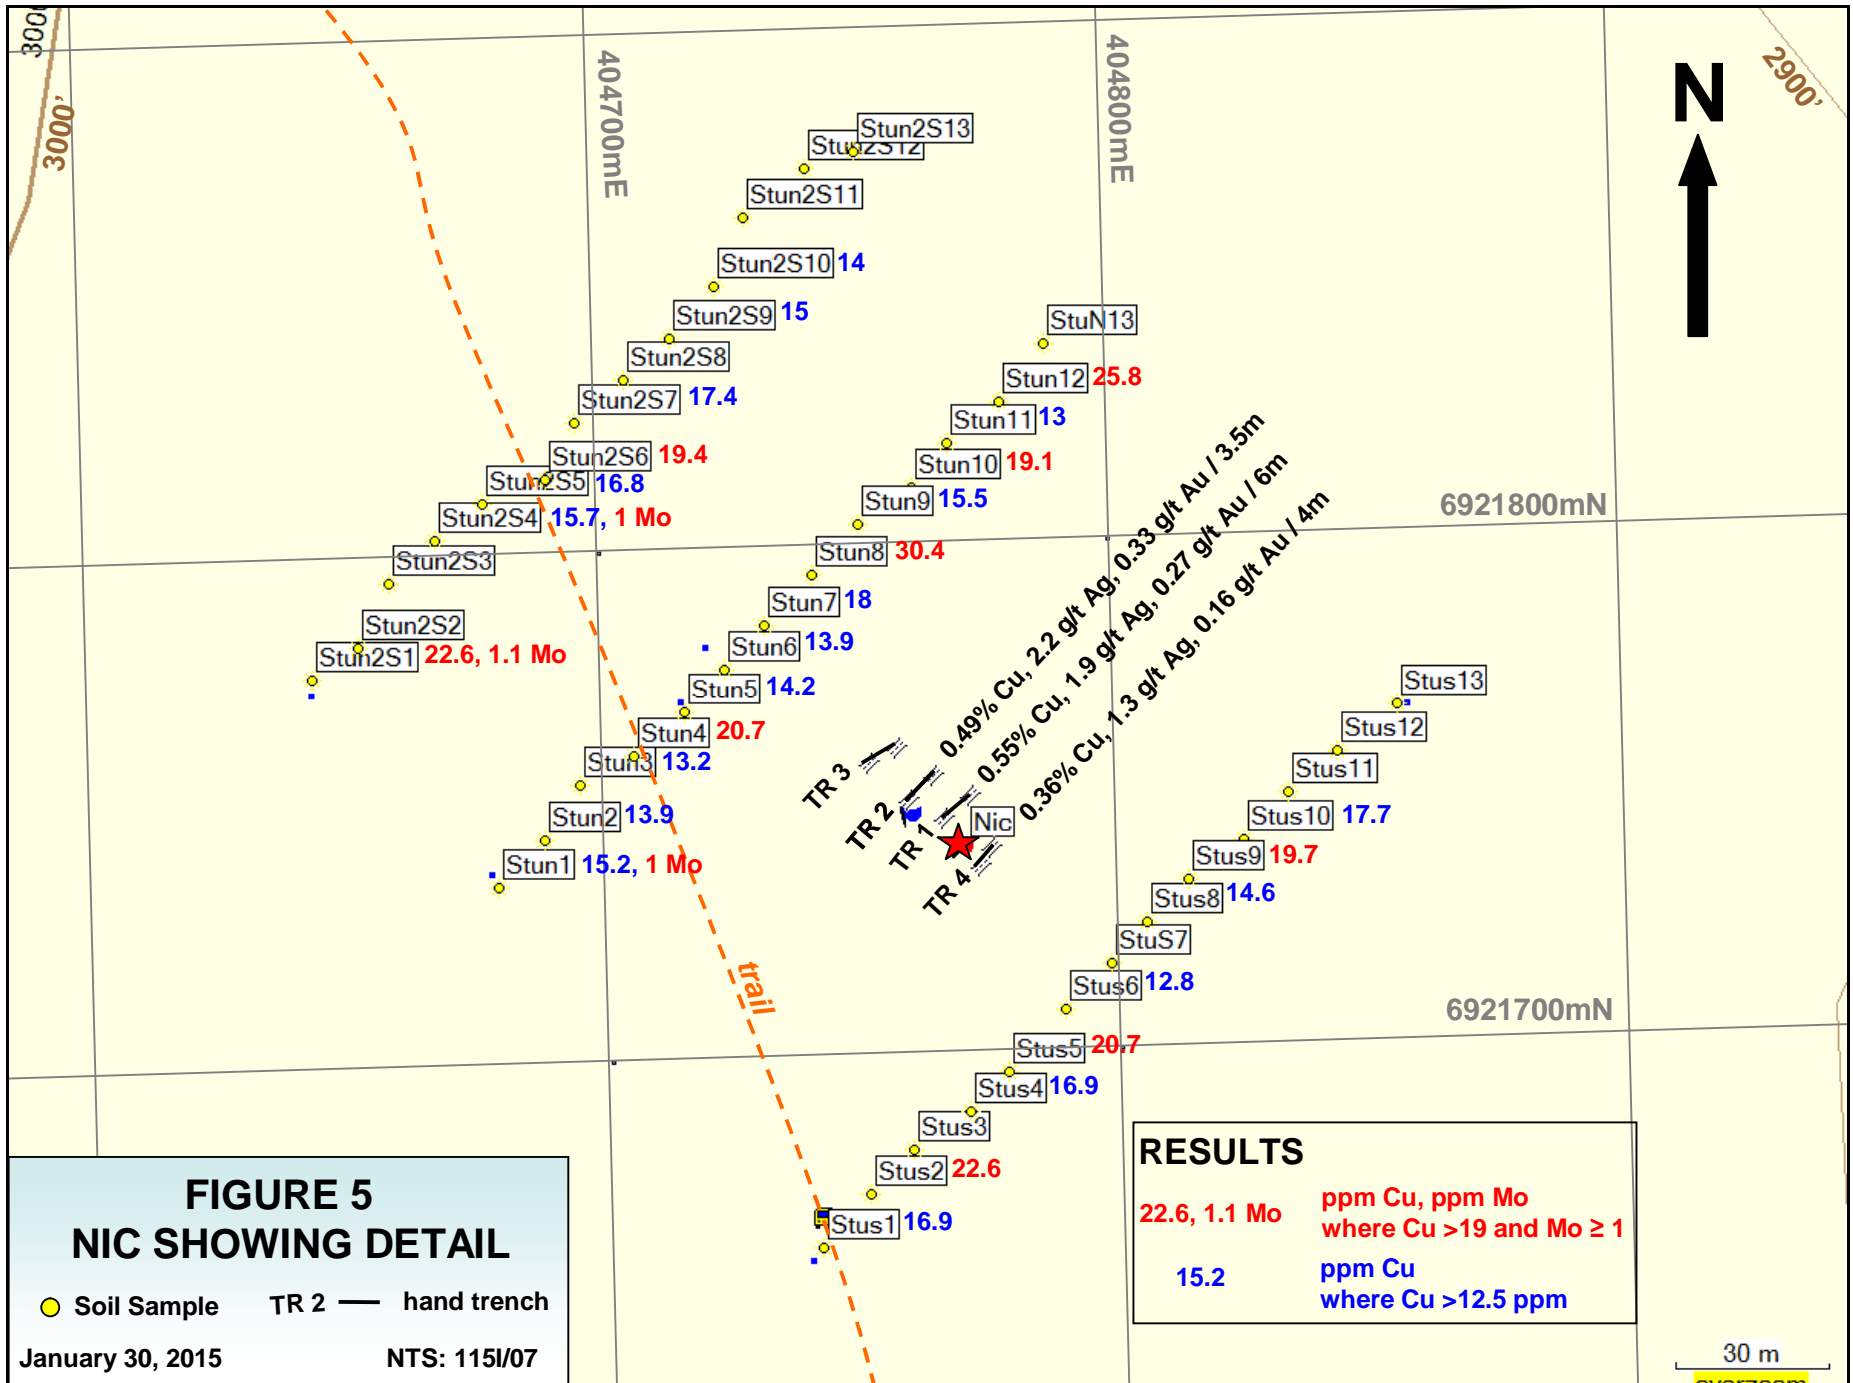 3000
3000'
404700mE
404800mE
2900'
N
Stun2S13
Stun2S12
Stun2S11
Stun2S10 14
Stun2S9 15
Stun2S8
Stun2S7 17.4
Stun2S6 19.4
Stun2S5 16.8
Stun2S4 15.7, 1 Mo
Stun2S3
Stun2S2
Stun2S1 22.6, 1.1 Mo
StuN13
Stun12 25.8
Stun11 13
Stun10 19.1
Stun9 15.5
Stun8 30.4
Stun7 18
Stun6 13.9
Stun5 14.2
Stun4 20.7
Stun3 13.2
Stun2 13.9
Stun1 15.2, 1 Mo
6921800mN
0.49% Cu, 2.2 g/t Ag, 0.33 g/t Au / 3.5m
0.55% Cu, 1.9 g/t Ag, 0.27 g/t Au / 6m
0.36% Cu, 1.3 g/t Ag, 0.16 g/t Au / 4m
TR 3
TR 2
TR 1
TR 4
Nic
Stus13
Stus12
Stus11
Stus10 17.7
Stus9 19.7
Stus8 14.6
StuS7
Stus6 12.8
Stus5 20.7
Stus4 16.9
Stus3
Stus2 22.6
Stus1 16.9
trail
6921700mN
RESULTS
22.6, 1.1 Mo ppm Cu, ppm Mo
where Cu >19 and Mo ≥ 1
15.2 ppm Cu
where Cu >12.5 ppm
FIGURE 5
NIC SHOWING DETAIL
Soil Sample TR 2 hand trench
January 30, 2015 NTS: 115I/07
30 m